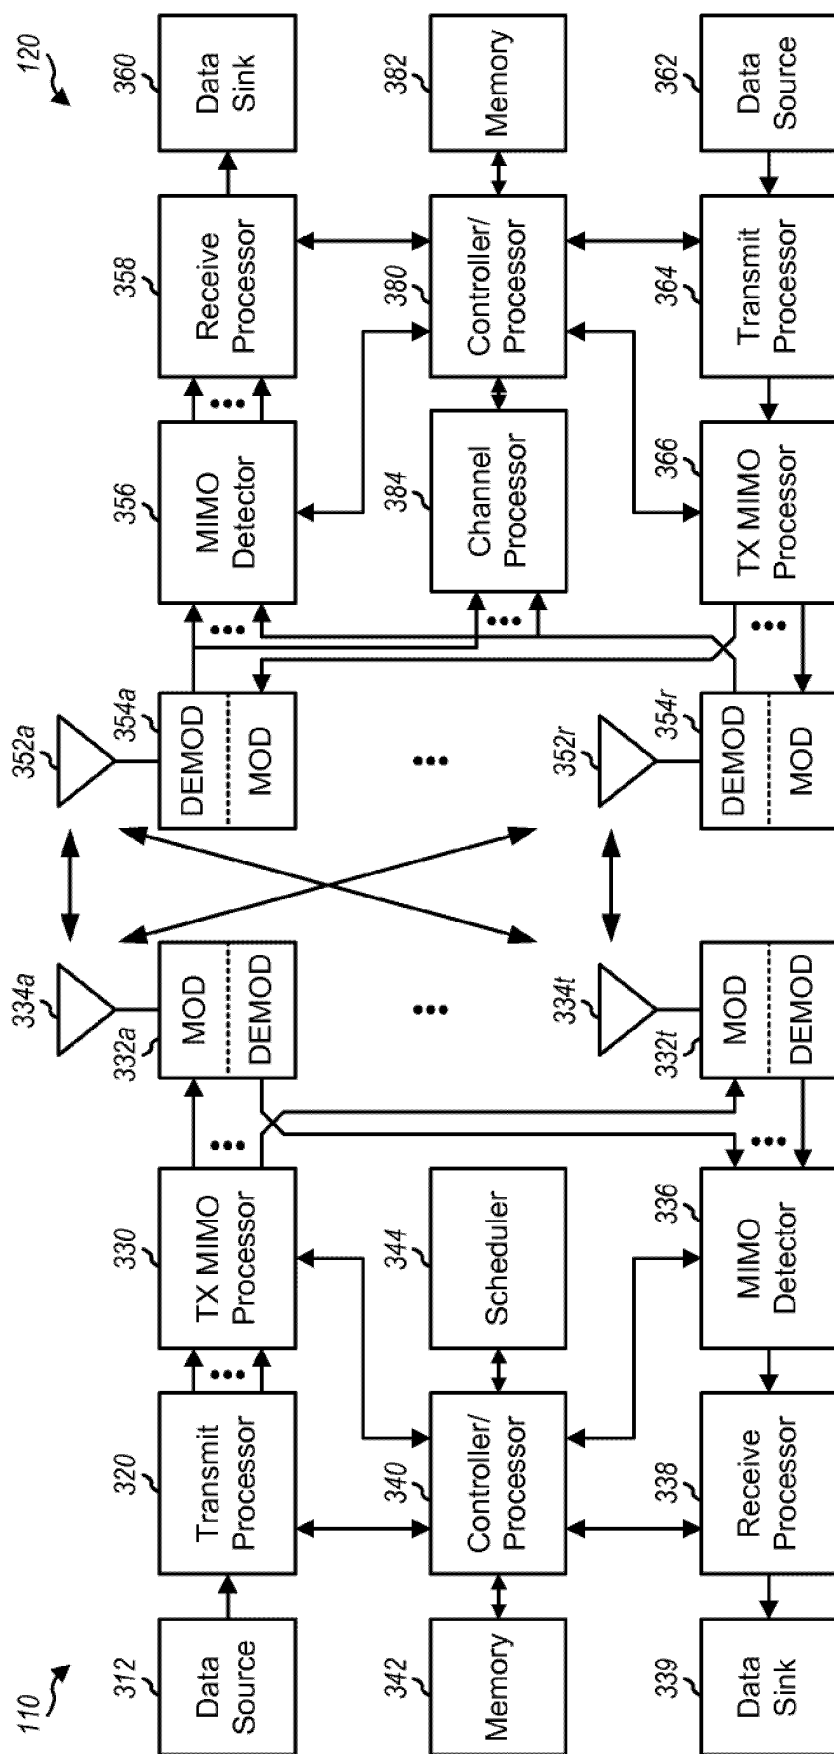 110
120
312
Data
Source
320
Transmit
Processor
330
TX MIMO
Processor
332a
MOD
DEMOD
334a
352a
354a
DEMOD
MOD
356
MIMO
Detector
358
Receive
Processor
360
Data
Sink
342
Memory
340
Controller/
Processor
344
Scheduler
384
Channel
Processor
380
Controller/
Processor
382
Memory
339
Data
Sink
338
Receive
Processor
336
MIMO
Detector
332t
MOD
DEMOD
334t
352r
354r
DEMOD
MOD
366
TX MIMO
Processor
364
Transmit
Processor
362
Data
Source